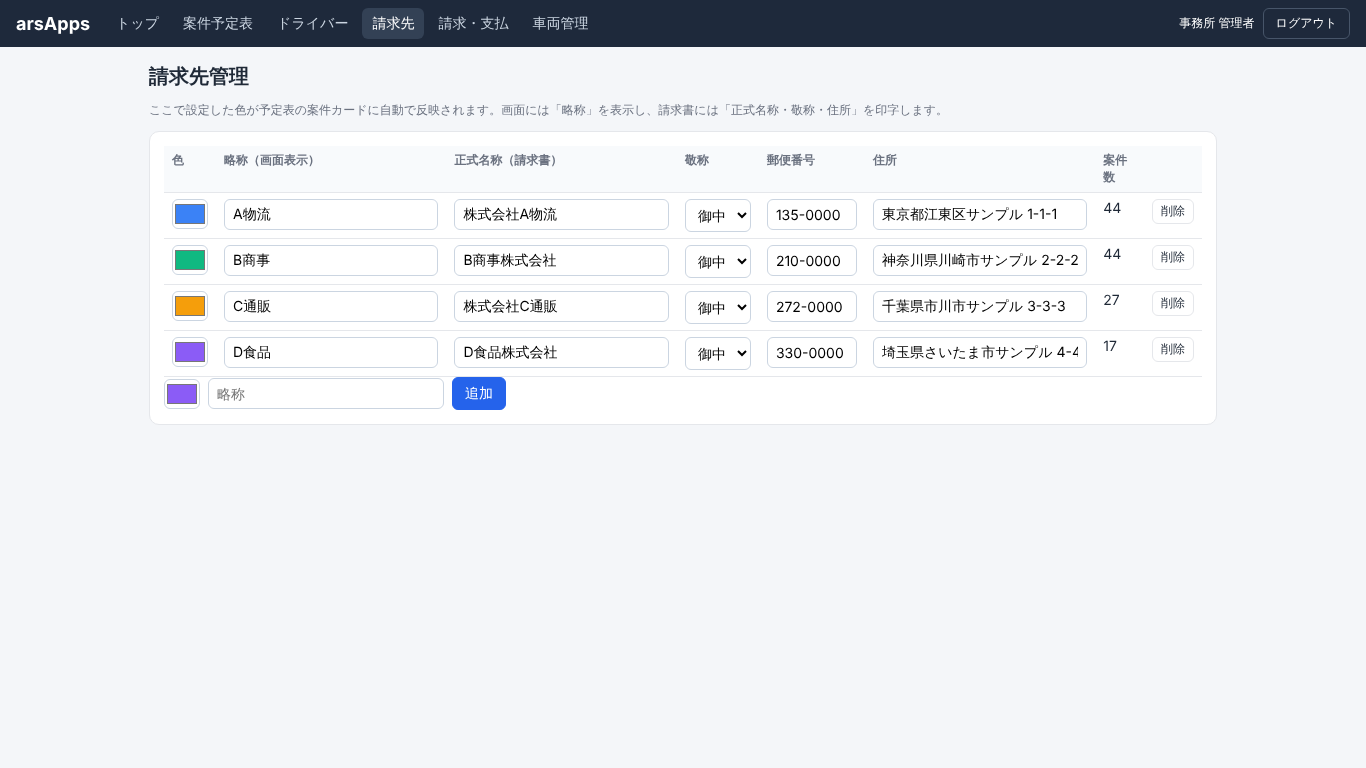 arsApps トップ 案件予定表 ドライバー 請求先 請求・支払 車両管理 事務所 管理者 ログアウト
請求先管理
ここで設定した色が予定表の案件カードに自動で反映されます。画面には「略称」を表示し、請求書には「正式名称・敬称・住所」を印字します。
色 略称（画面表示） 正式名称（請求書） 敬称 郵便番号 住所 案件数
A物流 株式会社A物流 御中 135-0000 東京都江東区サンプル 1-1-1 44 削除
B商事 B商事株式会社 御中 210-0000 神奈川県川崎市サンプル 2-2-2 44 削除
C通販 株式会社C通販 御中 272-0000 千葉県市川市サンプル 3-3-3 27 削除
D食品 D食品株式会社 御中 330-0000 埼玉県さいたま市サンプル 4-4 17 削除
略称 追加